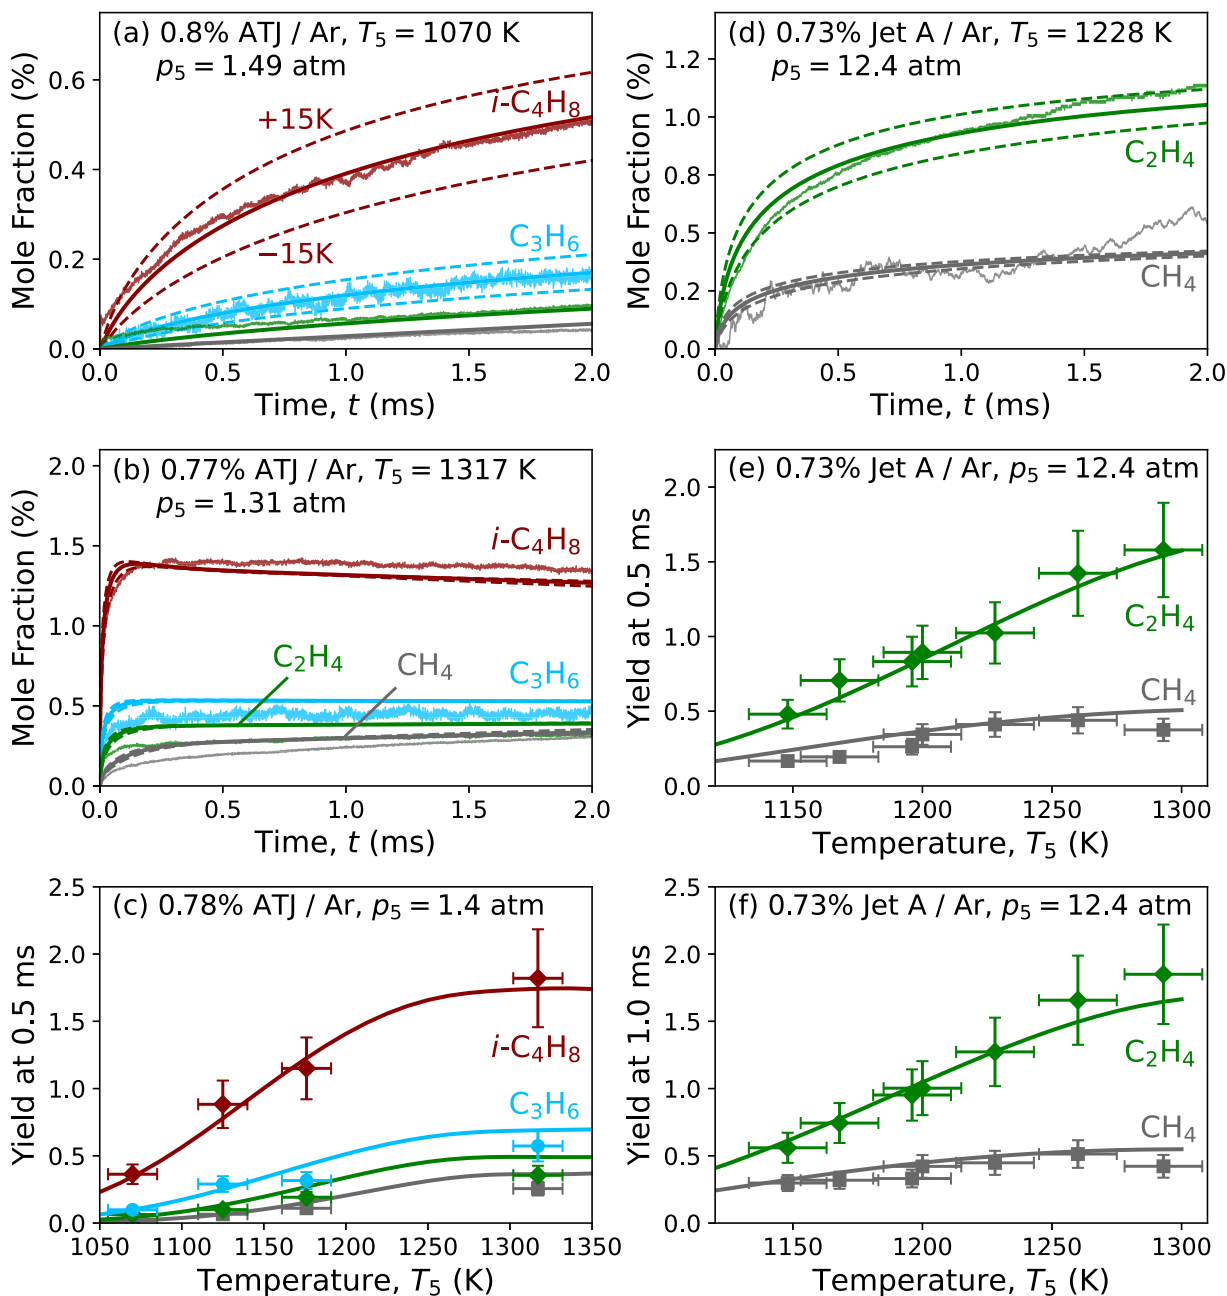 (a) 0.8% ATJ / Ar, T5 = 1070 K
p5 = 1.49 atm
Mole Fraction (%)
0.6
0.4
0.2
0.0
+15K
−15K
i-C4H8
C3H6
0.0 0.5 1.0 1.5 2.0
Time, t (ms)
(d) 0.73% Jet A / Ar, T5 = 1228 K
p5 = 12.4 atm
Mole Fraction (%)
1.2
1.0
0.8
0.5
0.2
0.0
C2H4
CH4
0.0 0.5 1.0 1.5 2.0
Time, t (ms)
(b) 0.77% ATJ / Ar, T5 = 1317 K
p5 = 1.31 atm
Mole Fraction (%)
2.0
1.5
1.0
0.5
0.0
i-C4H8
C2H4
CH4
C3H6
0.0 0.5 1.0 1.5 2.0
Time, t (ms)
(e) 0.73% Jet A / Ar, p5 = 12.4 atm
Yield at 0.5 ms
2.0
1.5
1.0
0.5
0.0
C2H4
CH4
1150 1200 1250 1300
Temperature, T5 (K)
(c) 0.78% ATJ / Ar, p5 = 1.4 atm
Yield at 0.5 ms
2.5
2.0
1.5
1.0
0.5
0.0
i-C4H8
C3H6
1050 1100 1150 1200 1250 1300 1350
Temperature, T5 (K)
(f) 0.73% Jet A / Ar, p5 = 12.4 atm
Yield at 1.0 ms
2.5
2.0
1.5
1.0
0.5
0.0
C2H4
CH4
1150 1200 1250 1300
Temperature, T5 (K)